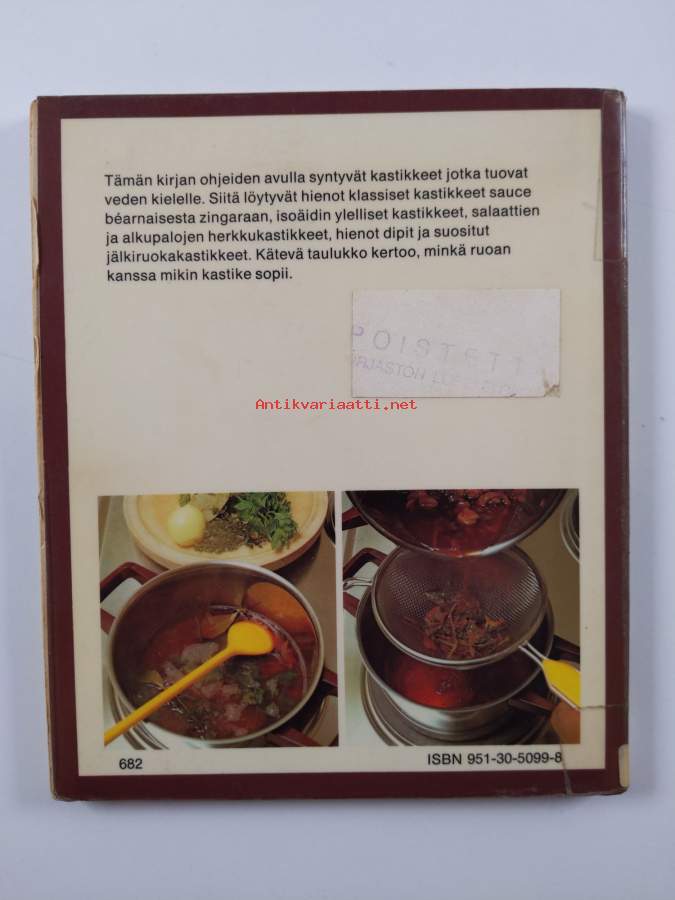 Tämän kirjan ohjeiden avulla syntyvät kastikkeet jotka tuovat
veden kielelle. Siitä löytyvät hienot klassiset kastikkeet sauce
béarnaisesta zingaraan, isoäidin ylelliset kastikkeet, salaattien
ja alkupalojen herkkukastikkeet, hienot dipit ja suositut
jälkiruokakastikkeet. Kätevä taulukko kertoo, minkä ruoan
kanssa mikin kastike sopii.
POISTETT
Antikvariaatti.net
682
ISBN 951-30-5099-8